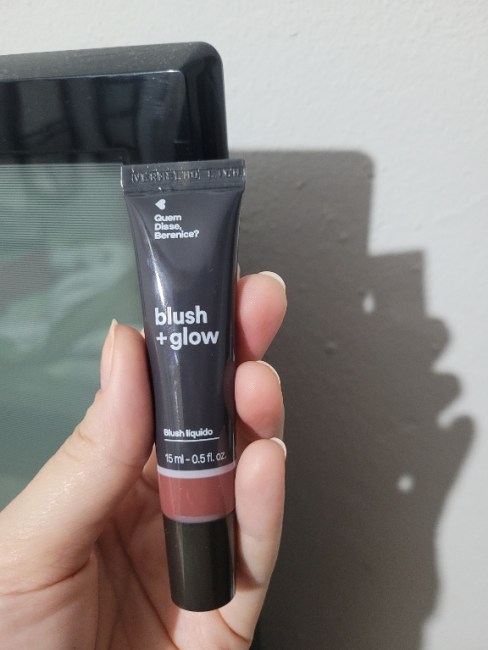 Quem
Disse,
Berenice?
blush
+glow
Blush líquido
15 ml - 0.5 fl. oz.